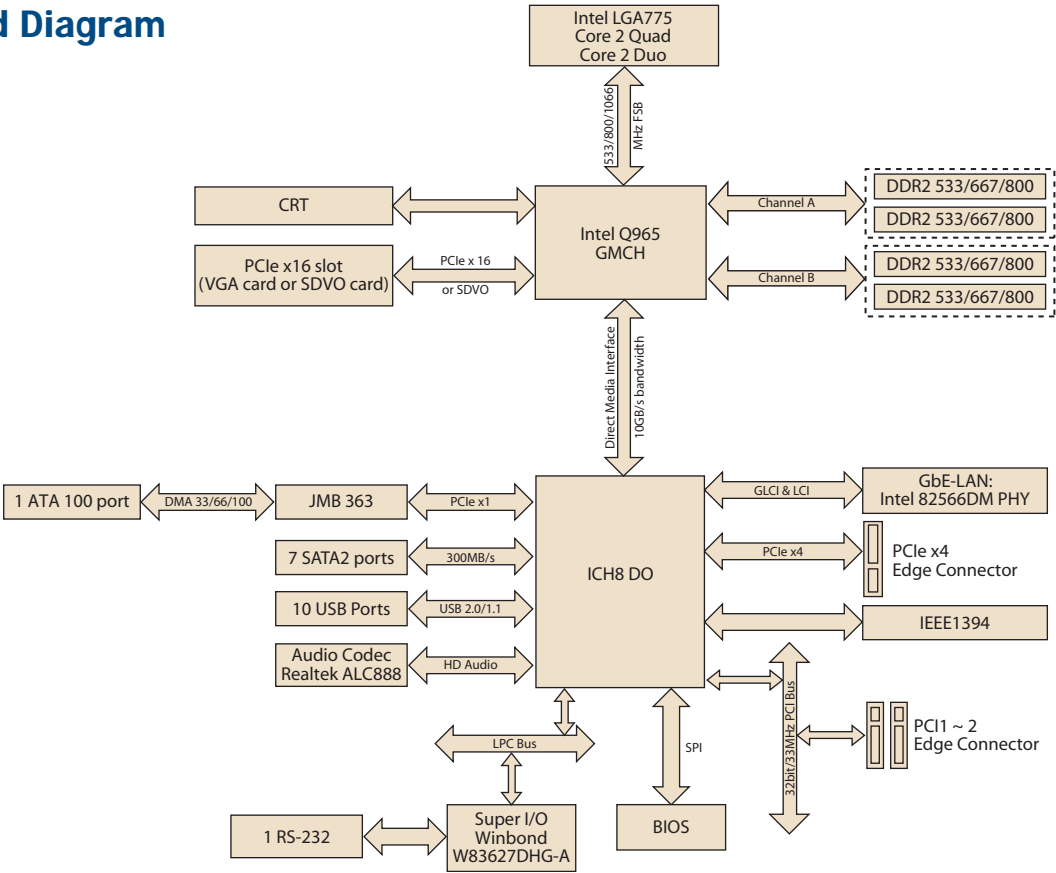 d Diagram
Intel LGA775
Core 2 Quad
Core 2 Duo
533/800/1066
MHz FSB
CRT
Intel Q965
GMCH
Channel A
DDR2 533/667/800
DDR2 533/667/800
PCIe x16 slot
(VGA card or SDVO card)
PCIe x 16
or SDVO
Channel B
DDR2 533/667/800
DDR2 533/667/800
Direct Media Interface
10GB/s bandwidth
1 ATA 100 port
DMA 33/66/100
JMB 363
PCIe x1
ICH8 DO
GLCI & LCI
GbE-LAN:
Intel 82566DM PHY
7 SATA2 ports
300MB/s
PCIe x4
PCIe x4
Edge Connector
10 USB Ports
USB 2.0/1.1
IEEE1394
Audio Codec
Realtek ALC888
HD Audio
32bit/33MHz PCI Bus
PCI1 ~ 2
Edge Connector
LPC Bus
SPI
1 RS-232
Super I/O
Winbond
W83627DHG-A
BIOS